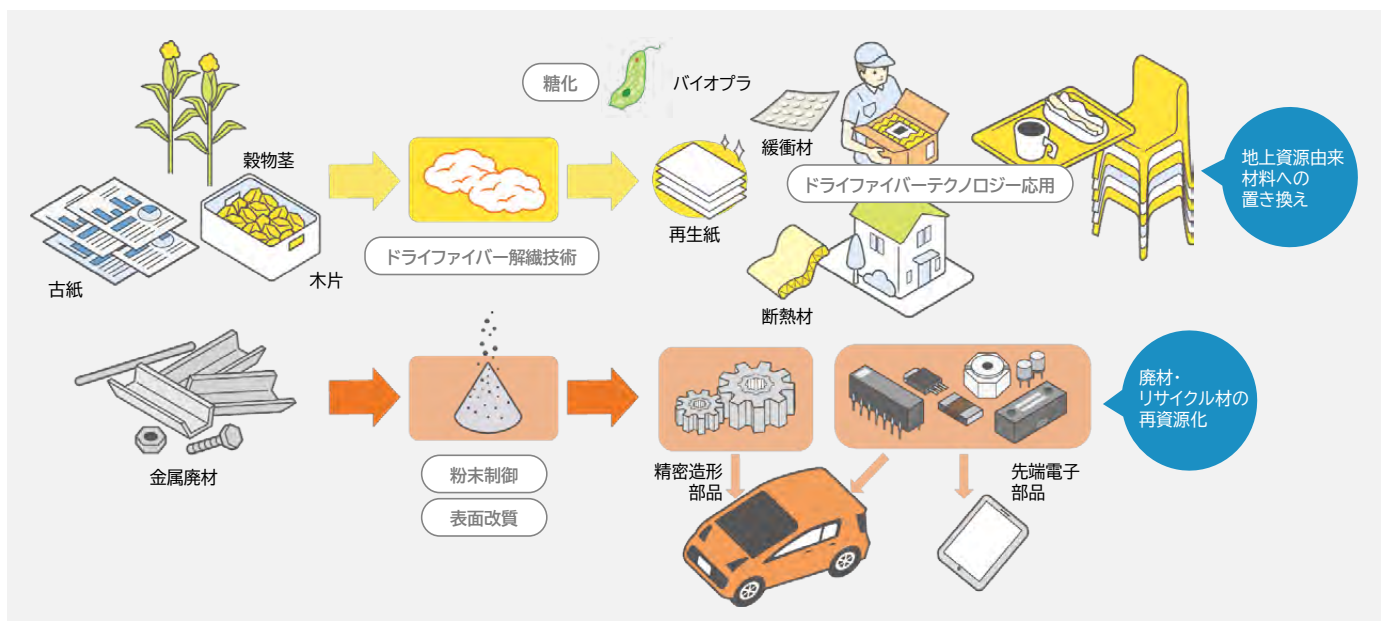 糖化
バイオプラ
穀物茎
古紙
木片
ドライファイバー解繊技術
再生紙
緩衝材
ドライファイバーテクノロジー応用
断熱材
地上資源由来
材料への
置き換え
金属廃材
粉末制御
表面改質
精密造形
部品
先端電子
部品
廃材・
リサイクル材の
再資源化